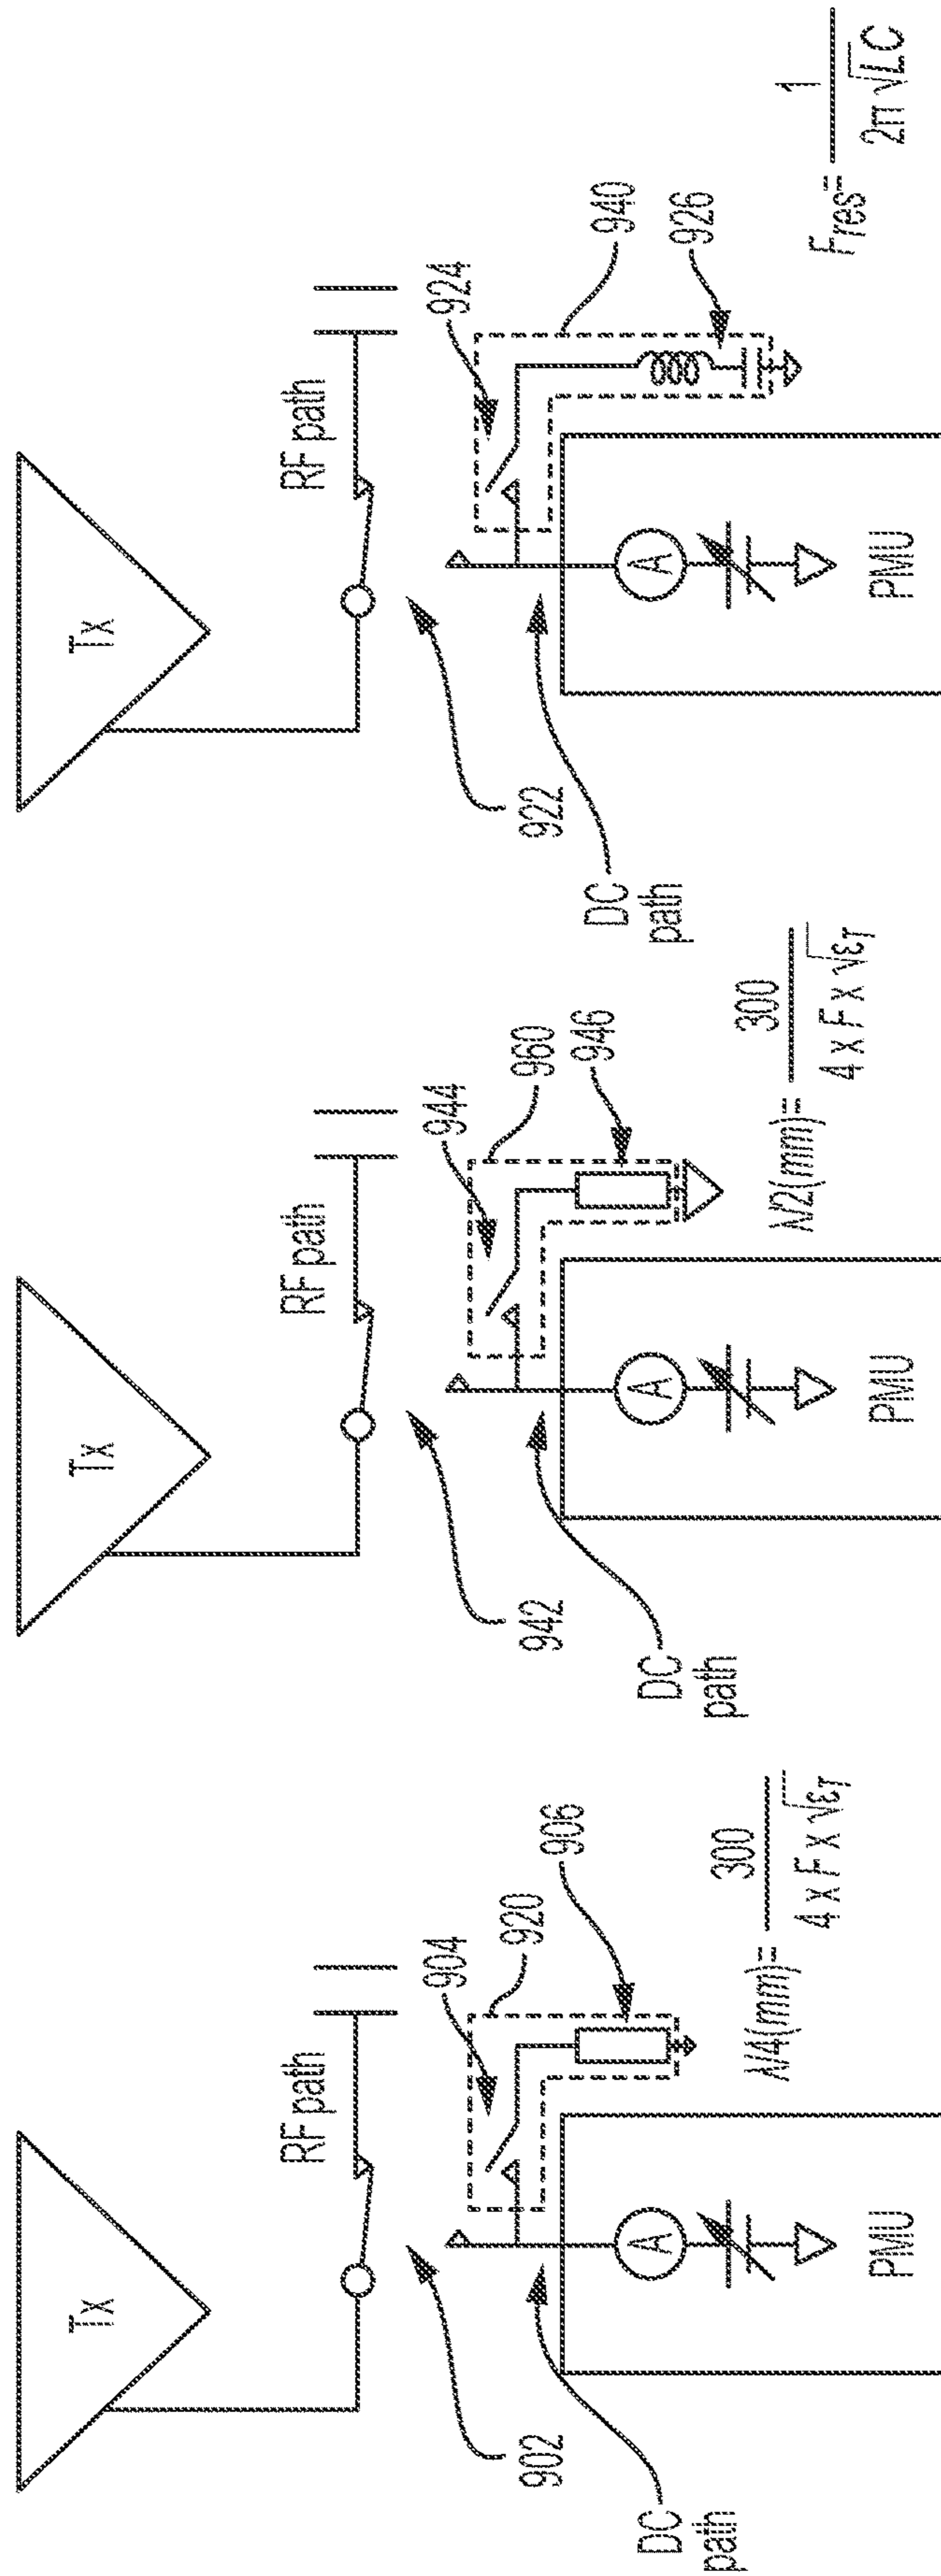 Tx
RF path
902
904
920
906
DC
path
A
PMU
λ/4(mm)= 300
4 x F x √εT
Tx
RF path
942
944
960
946
DC
path
A
PMU
λ/2(mm)= 300
4 x F x √εT
Tx
RF path
922
924
940
926
DC
path
A
PMU
Fres= 1
2π √LC